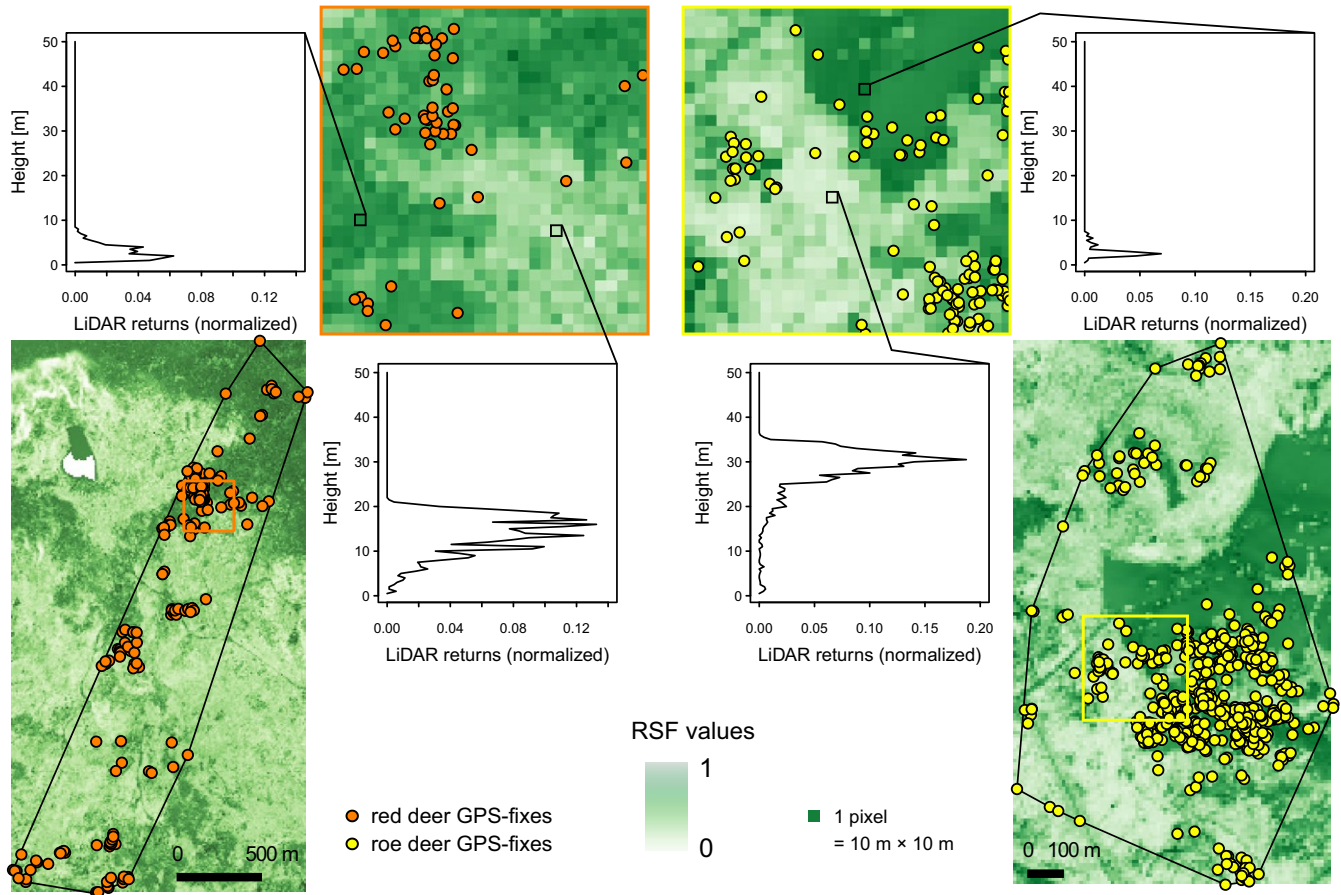 50
40
30
20
10
0
Height [m]
0.00 0.04 0.08 0.12
LiDAR returns (normalized)
50
40
30
20
10
0
Height [m]
0.00 0.05 0.10 0.15 0.20
LiDAR returns (normalized)
50
40
30
20
10
0
Height [m]
0.00 0.04 0.08 0.12
LiDAR returns (normalized)
50
40
30
20
10
0
Height [m]
0.00 0.05 0.10 0.15 0.20
LiDAR returns (normalized)
RSF values
1
0
red deer GPS-fixes
roe deer GPS-fixes
1 pixel
= 10 m × 10 m
0 500 m
0 100 m